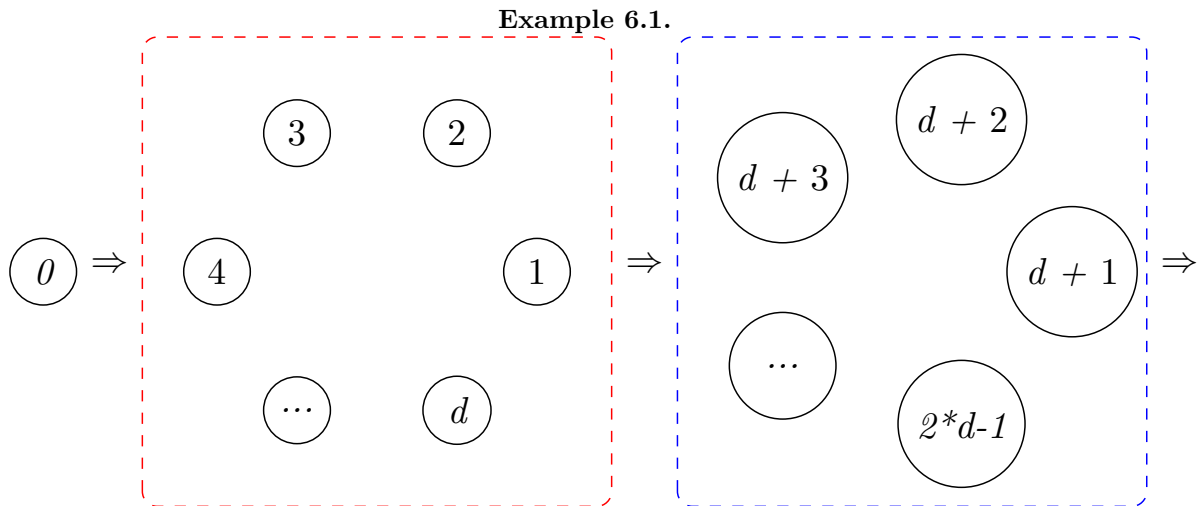 Example 6.1.
0 ⇒ 3 2 4 1 ... d ⇒ d + 3 d + 2 d + 1 ... 2*d-1 ⇒